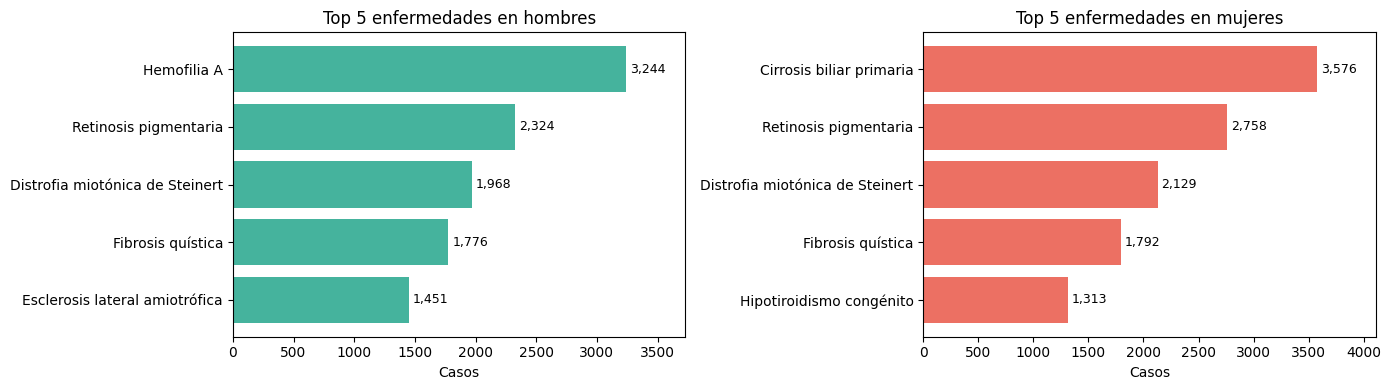 Top 5 enfermedades en hombres
Hemofilia A
3,244
Retinosis pigmentaria
2,324
Distrofia miotónica de Steinert
1,968
Fibrosis quística
1,776
Esclerosis lateral amiotrófica
1,451
0 500 1000 1500 2000 2500 3000 3500
Casos
Top 5 enfermedades en mujeres
Cirrosis biliar primaria
3,576
Retinosis pigmentaria
2,758
Distrofia miotónica de Steinert
2,129
Fibrosis quística
1,792
Hipotiroidismo congénito
1,313
0 500 1000 1500 2000 2500 3000 3500 4000
Casos